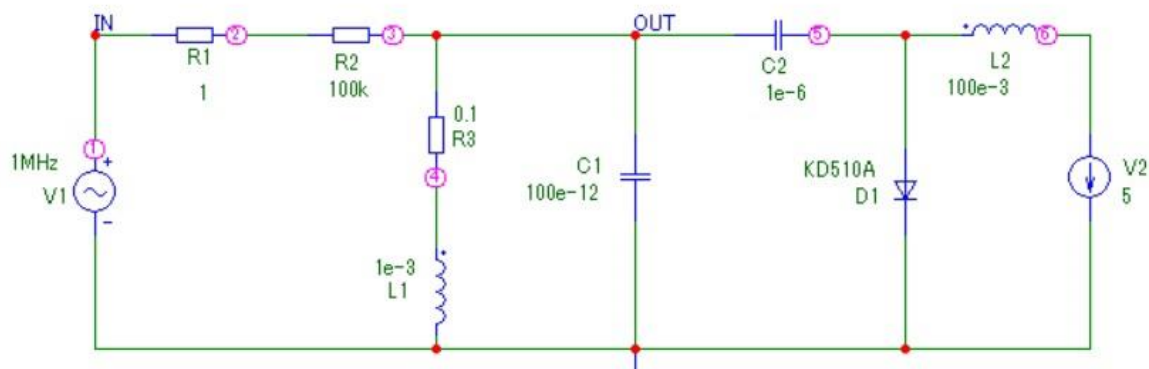 IN
OUT
2
3
5
6
R1
1
R2
100k
C2
1e-6
L2
100e-3
0.1
R3
1
1MHz
+
V1
-
4
C1
100e-12
KD510A
D1
V2
5
1e-3
L1